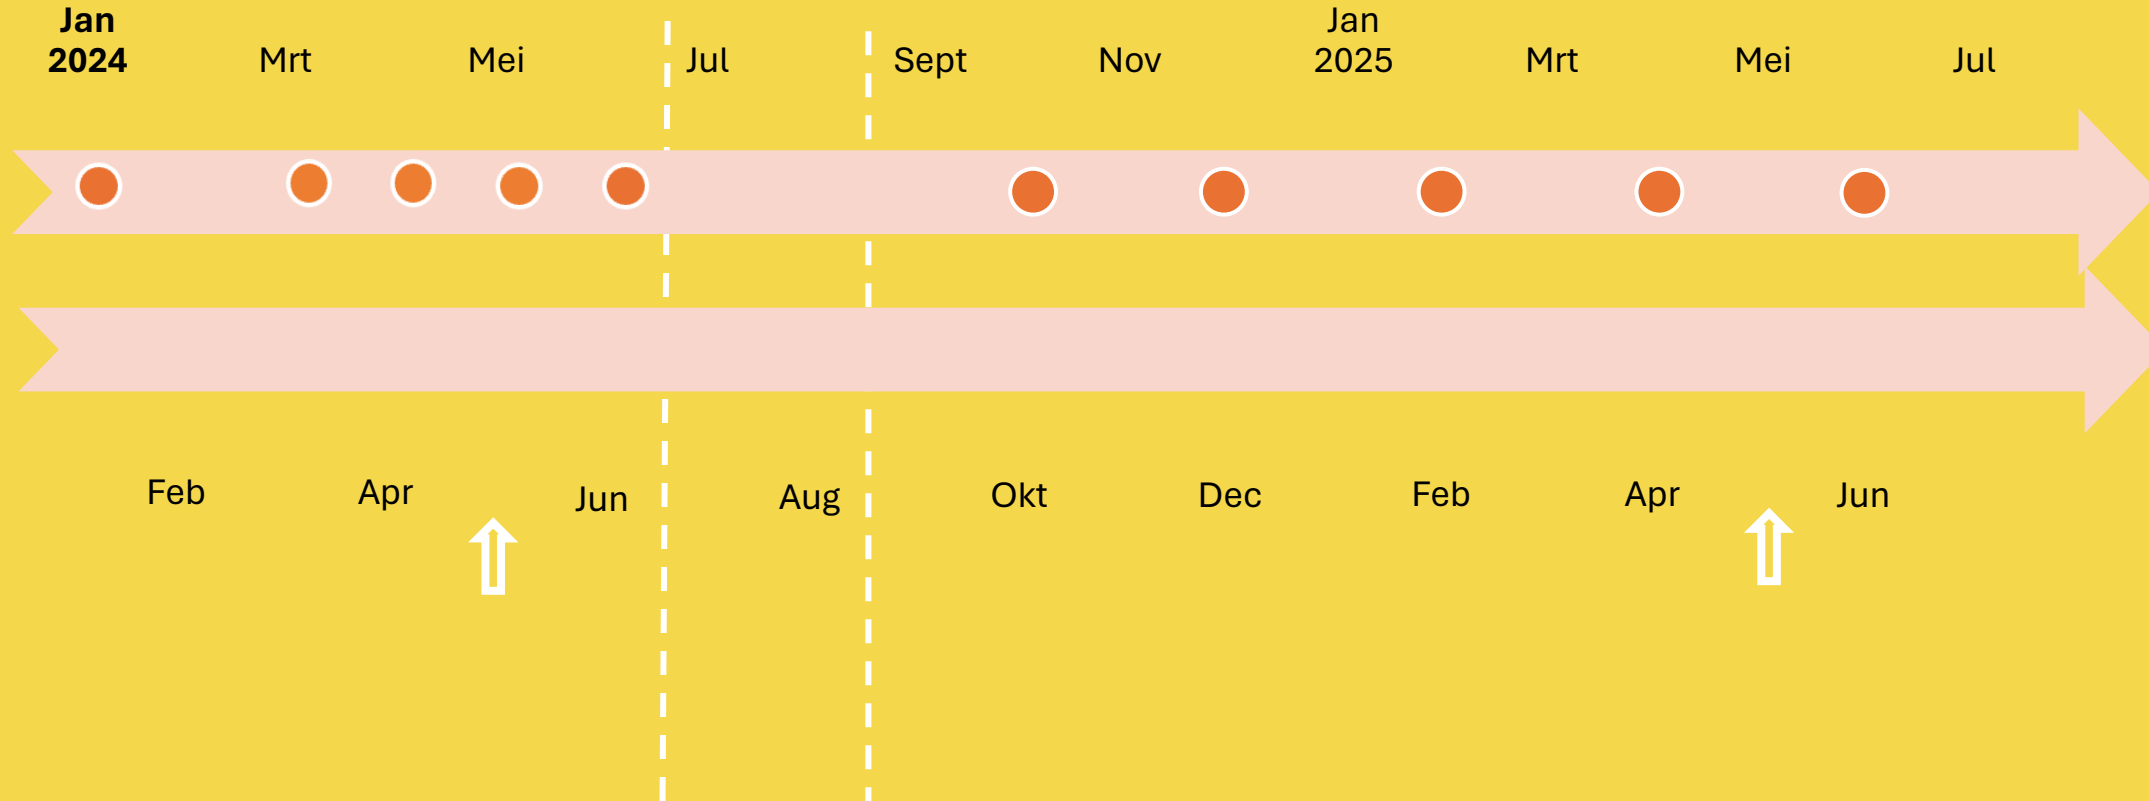 Jan
2024
Mrt
Mei
Jul
Sept
Nov
Jan
2025
Mrt
Mei
Jul
Feb
Apr
Jun
Aug
Okt
Dec
Feb
Apr
Jun